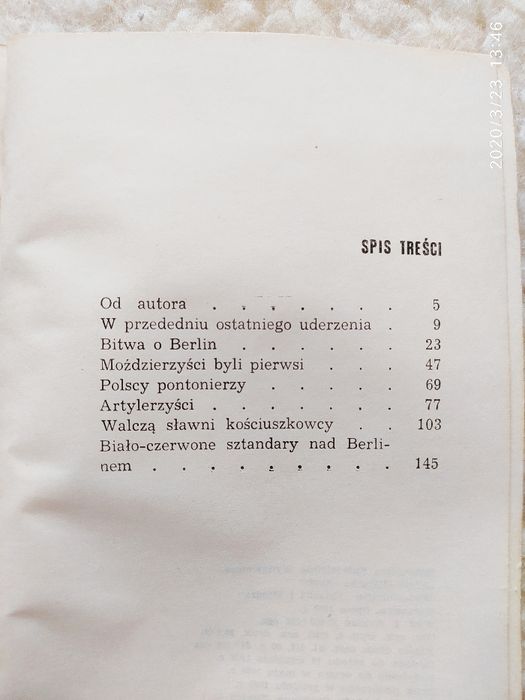 2020/3/23 13:46
SPIS TREŚCI
Od autora . . . . . . . 5
W przededniu ostatniego uderzenia . 9
Bitwa o Berlin . . . . . . 23
Moździerzyści byli pierwsi . . . 47
Polscy pontonierzy . . . . . 69
Artylerzyści . . . . . . . 77
Walczą sławni kościuszkowcy . . 103
Biało-czerwone sztandary nad Berli-
nem . . . . . . . . . 145